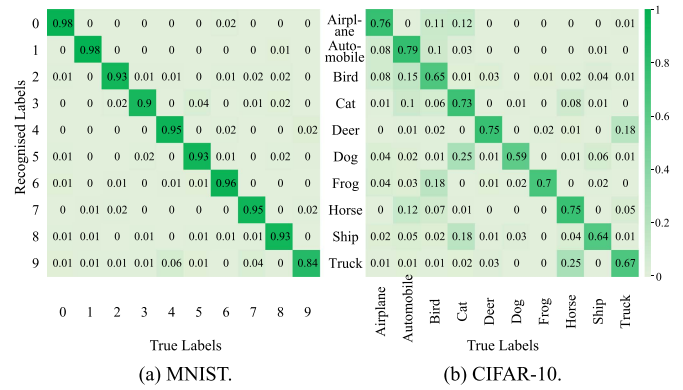 0 0.98 0 0 0 0 0 0.02 0 0 0
1 0 0.98 0 0 0 0 0 0 0.01 0
2 0.01 0 0.93 0.01 0.01 0 0.01 0.02 0.02 0
3 0 0 0.02 0.9 0 0.04 0 0.01 0.02 0
4 0 0 0 0 0.95 0 0.02 0 0 0.02
5 0.01 0 0 0.02 0 0.93 0.01 0 0.02 0
6 0.01 0 0.01 0 0.01 0.01 0.96 0 0 0
7 0 0.01 0.02 0 0 0 0 0.95 0 0.02
8 0.01 0.01 0 0.01 0 0.01 0.01 0.01 0.93 0
9 0.01 0.01 0.01 0.01 0.06 0.01 0 0.04 0 0.84
Recognised Labels
0 1 2 3 4 5 6 7 8 9
True Labels
(a) MNIST.
Airpl-
ane 0.76 0 0.11 0.12 0 0 0 0 0 0.01
Auto-
mobile 0.08 0.79 0.1 0.03 0 0 0 0 0.01 0
Bird 0.08 0.15 0.65 0.01 0.03 0 0.01 0.02 0.04 0.01
Cat 0.01 0.1 0.06 0.73 0 0.01 0 0.08 0.01 0
Deer 0 0.01 0.02 0 0.75 0 0.02 0.01 0 0.18
Dog 0.04 0.02 0.01 0.25 0.01 0.59 0 0.01 0.06 0.01
Frog 0.04 0.03 0.18 0 0.01 0.02 0.7 0 0.02 0
Horse 0 0.12 0.07 0.01 0 0 0 0.75 0 0.05
Ship 0.02 0.05 0.02 0.18 0.01 0.03 0 0.04 0.64 0.01
Truck 0.01 0.01 0.01 0.02 0.03 0 0 0.25 0.01 0.67
Airplane Automobile Bird Cat Deer Dog Frog Horse Ship Truck
True Labels
(b) CIFAR-10.
1
0.8
0.6
0.4
0.2
0